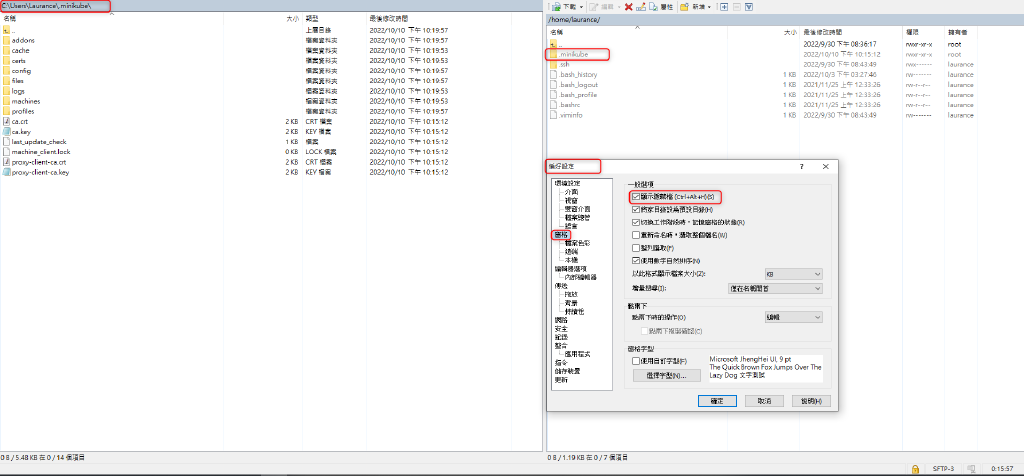 C:\Users\Laurance\.minikube\
大小 類型 最後修改時間
.. 上層目錄 2022/10/10 下午 10:19:57
addons 檔案資料夾 2022/10/10 下午 10:19:57
cache 檔案資料夾 2022/10/10 下午 10:19:53
certs 檔案資料夾 2022/10/10 下午 10:19:53
config 檔案資料夾 2022/10/10 下午 10:19:57
files 檔案資料夾 2022/10/10 下午 10:19:57
logs 檔案資料夾 2022/10/10 下午 10:19:53
machines 檔案資料夾 2022/10/10 下午 10:19:53
profiles 檔案資料夾 2022/10/10 下午 10:19:57
ca.crt 2 KB CRT 檔案 2022/10/10 下午 10:15:12
ca.key 2 KB KEY 檔案 2022/10/10 下午 10:15:12
last_update_check 1 KB 檔案 2022/10/10 下午 10:15:12
machine_client.lock 0 KB LOCK 檔案 2022/10/10 下午 10:15:12
proxy-client-ca.crt 2 KB CRT 檔案 2022/10/10 下午 10:15:12
proxy-client-ca.key 2 KB KEY 檔案 2022/10/10 下午 10:15:12
0 B / 5.48 KB 在 0 / 14 個項目
下載 編輯 屬性 新增
/home/laurance/
名稱 大小 最後修改時間 權限 擁有者
.. 2022/9/30 下午 08:36:17 rwxr-xr-x root
.minikube 2022/10/10 下午 10:15:12 rwxr-xr-x root
.ssh 2022/9/30 下午 08:43:49 rwx------ laurance
.bash_history 1 KB 2022/10/3 下午 03:27:46 rw------- laurance
.bash_logout 1 KB 2021/11/25 上午 12:33:26 rw-r--r-- laurance
.bash_profile 1 KB 2021/11/25 上午 12:33:26 rw-r--r-- laurance
.bashrc 1 KB 2021/11/25 上午 12:33:26 rw-r--r-- laurance
.viminfo 1 KB 2022/9/30 下午 08:43:49 rw------- laurance
偏好設定 ?
環境設定
介面
視窗
雙窗介面
檔案總管
語言
窗格
檔案色彩
遠端
本機
編輯器選項
內部編輯器
傳送
拖放
背景
持續性
網路
安全
記錄
整合
應用程式
指令
儲存裝置
更新
一般選項
顯示隱藏檔 (Ctrl+Alt+H)(S)
將家目錄設為預設目錄(H)
切換工作階段時，記憶窗格的狀態(R)
重新命名時，選取整個檔名(W)
整列選取(F)
使用數字自然排序(N)
以此格式顯示檔案大小(Z): KB
增量搜尋(I): 僅在名稱開首
點兩下
點兩下時的操作(O) 編輯
點兩下複製確認(C)
窗格字型
使用自訂字型(F)
選擇字型(N)...
Microsoft JhengHei UI, 9 pt
The Quick Brown Fox Jumps Over The
Lazy Dog 文字測試
確定 取消 說明(H)
0 B / 1.19 KB 在 0 / 7 個項目
SFTP-3 0:15:57